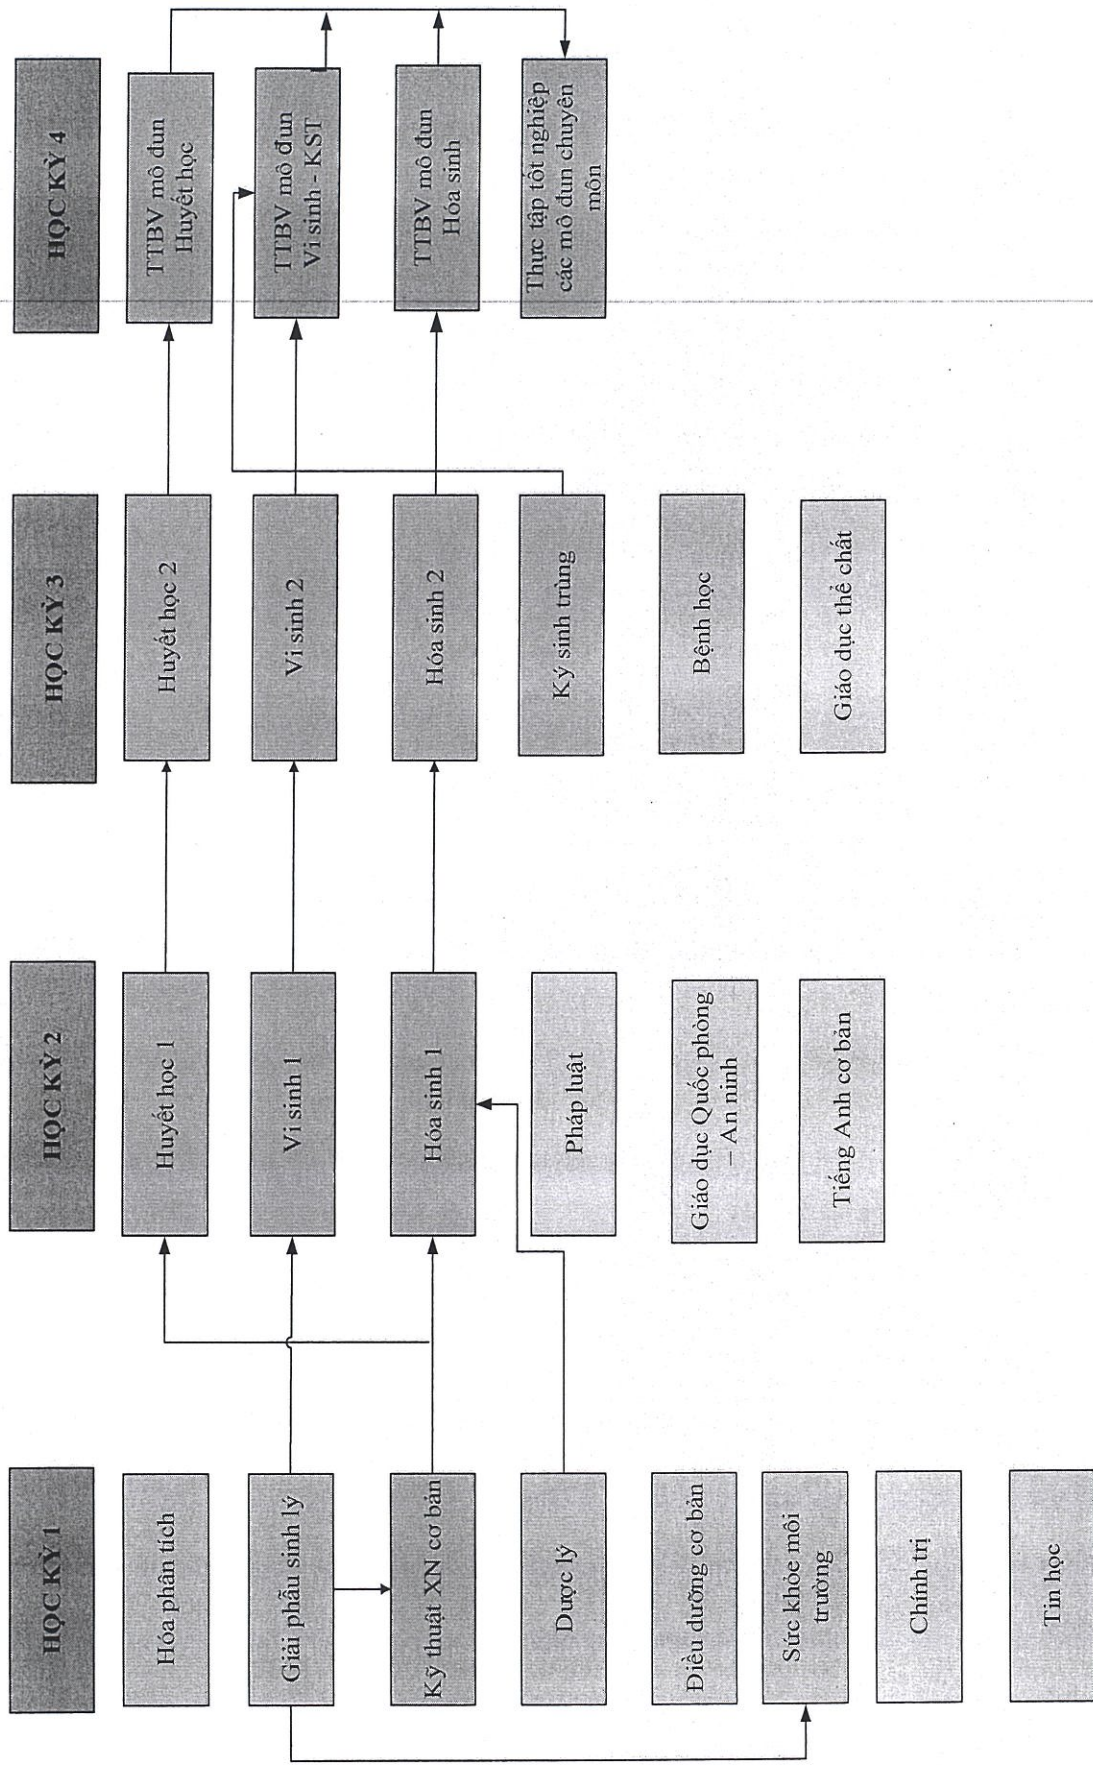 HỌC KỲ 1
Hóa phân tích
Giải phẫu sinh lý
Kỹ thuật XN cơ bản
Dược lý
Điều dưỡng cơ bản
Sức khỏe môi
trường
Chính trị
Tin học
HỌC KỲ 2
Huyết học 1
Vi sinh 1
Hóa sinh 1
Pháp luật
Giáo dục Quốc phòng
– An ninh
Tiếng Anh cơ bản
HỌC KỲ 3
Huyết học 2
Vi sinh 2
Hóa sinh 2
Ký sinh trùng
Bệnh học
Giáo dục thể chất
HỌC KỲ 4
TTBV mô đun
Huyết học
TTBV mô đun
Vi sinh - KST
TTBV mô đun
Hóa sinh
Thực tập tốt nghiệp
các mô đun chuyên
môn